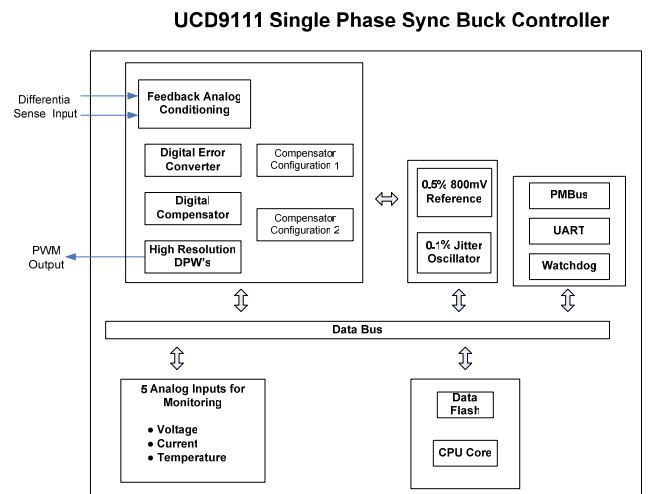 UCD9111 Single Phase Sync Buck Controller
Differentia
Sense Input
Feedback Analog
Conditioning
Digital Error
Converter
Compensator
Configuration 1
Digital
Compensator
Compensator
Configuration 2
PWM
Output
High Resolution
DPW's
0.5% 800mV
Reference
0.1% Jitter
Oscillator
PMBus
UART
Watchdog
Data Bus
5 Analog Inputs for
Monitoring
● Voltage
● Current
● Temperature
Data
Flash
CPU Core